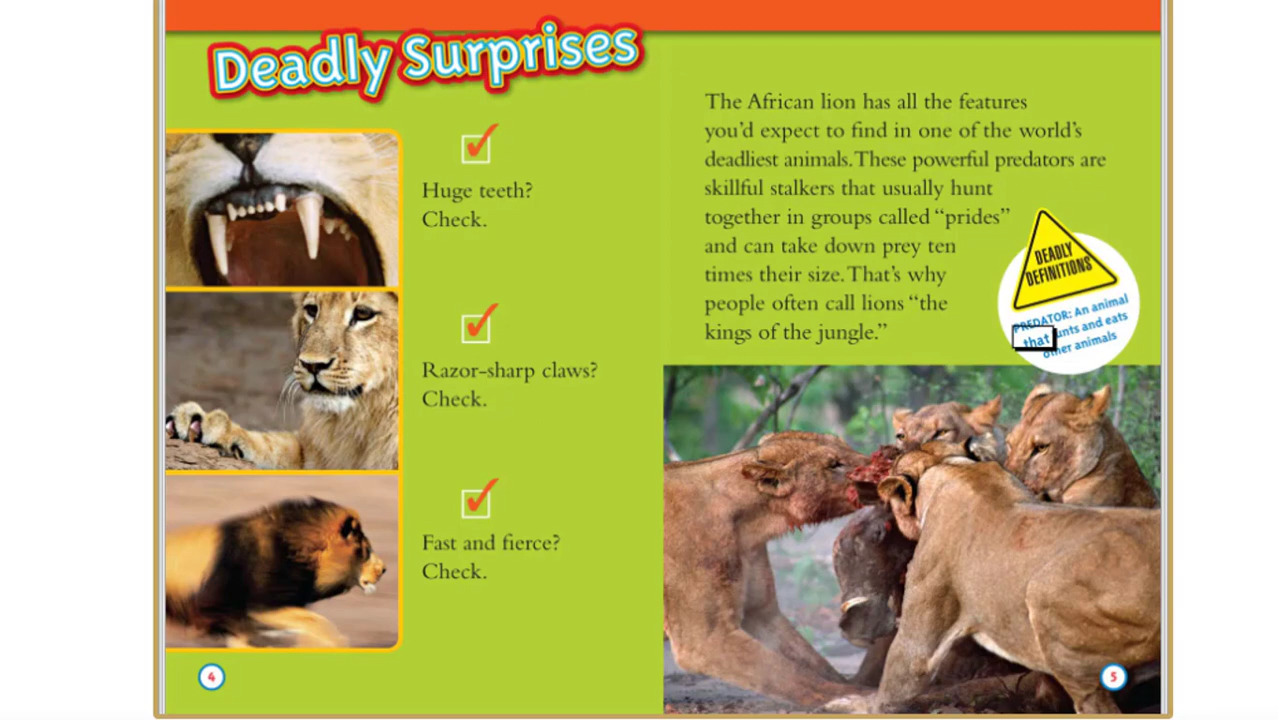 Deadly Surprises
Huge teeth?
Check.
Razor-sharp claws?
Check.
Fast and fierce?
Check.
4
The African lion has all the features
you’d expect to find in one of the world’s
deadliest animals. These powerful predators are
skillful stalkers that usually hunt
together in groups called “prides”
and can take down prey ten
times their size. That’s why
people often call lions “the
kings of the jungle.”
DEADLY
DEFINITIONS
PREDATOR: An animal
that unts and eats
other animals
5